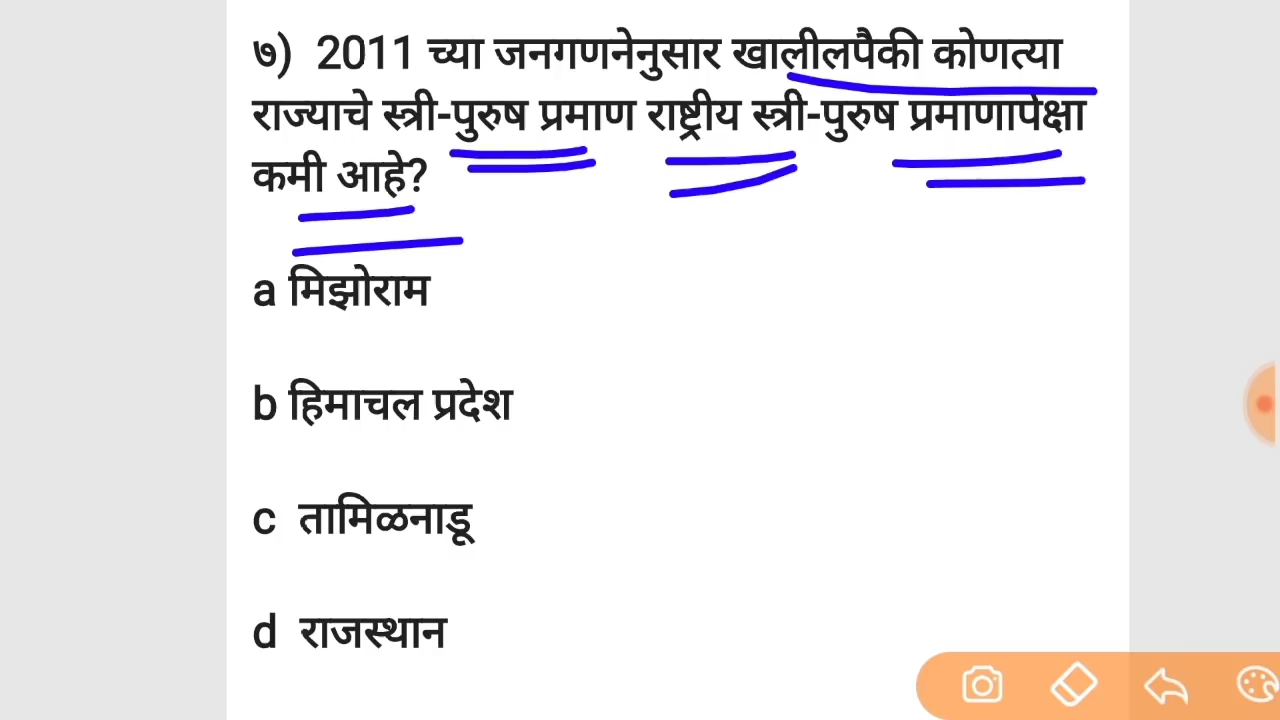 ७) 2011 च्या जनगणनेनुसार खालीलपैकी कोणत्या
राज्याचे स्त्री-पुरुष प्रमाण राष्ट्रीय स्त्री-पुरुष प्रमाणापेक्षा
कमी आहे?
a मिझोराम
b हिमाचल प्रदेश
c तामिळनाडू
d राजस्थान